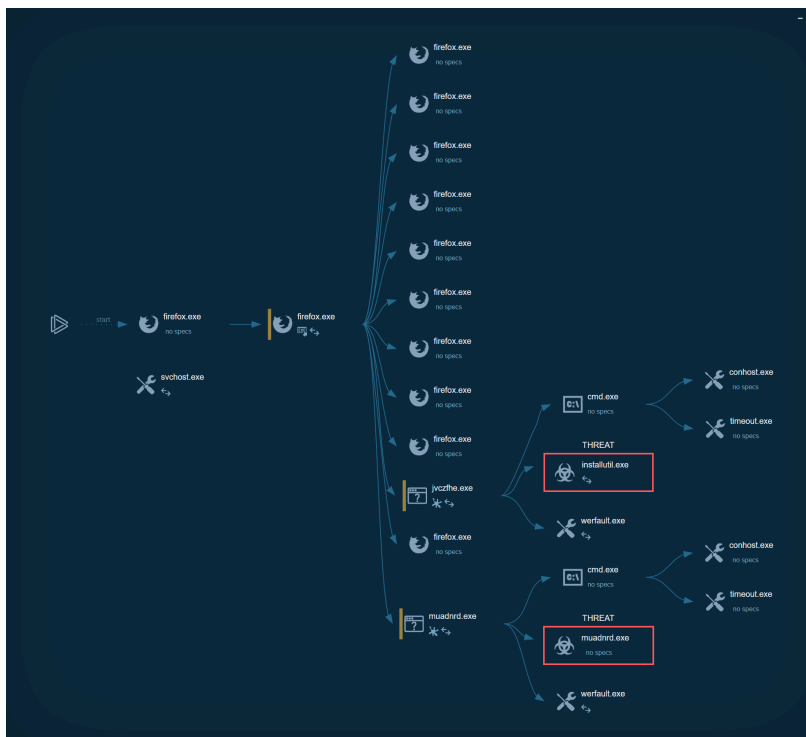 firefox.exe
no specs
firefox.exe
no specs
firefox.exe
no specs
firefox.exe
no specs
firefox.exe
no specs
firefox.exe
no specs
start
firefox.exe
no specs
firefox.exe
firefox.exe
no specs
svchost.exe
firefox.exe
no specs
firefox.exe
no specs
jvczfhe.exe
firefox.exe
no specs
muadnrd.exe
cmd.exe
no specs
conhost.exe
no specs
timeout.exe
no specs
THREAT
installutil.exe
werfault.exe
cmd.exe
no specs
conhost.exe
no specs
timeout.exe
no specs
THREAT
muadnrd.exe
no specs
werfault.exe
C:\
C:\